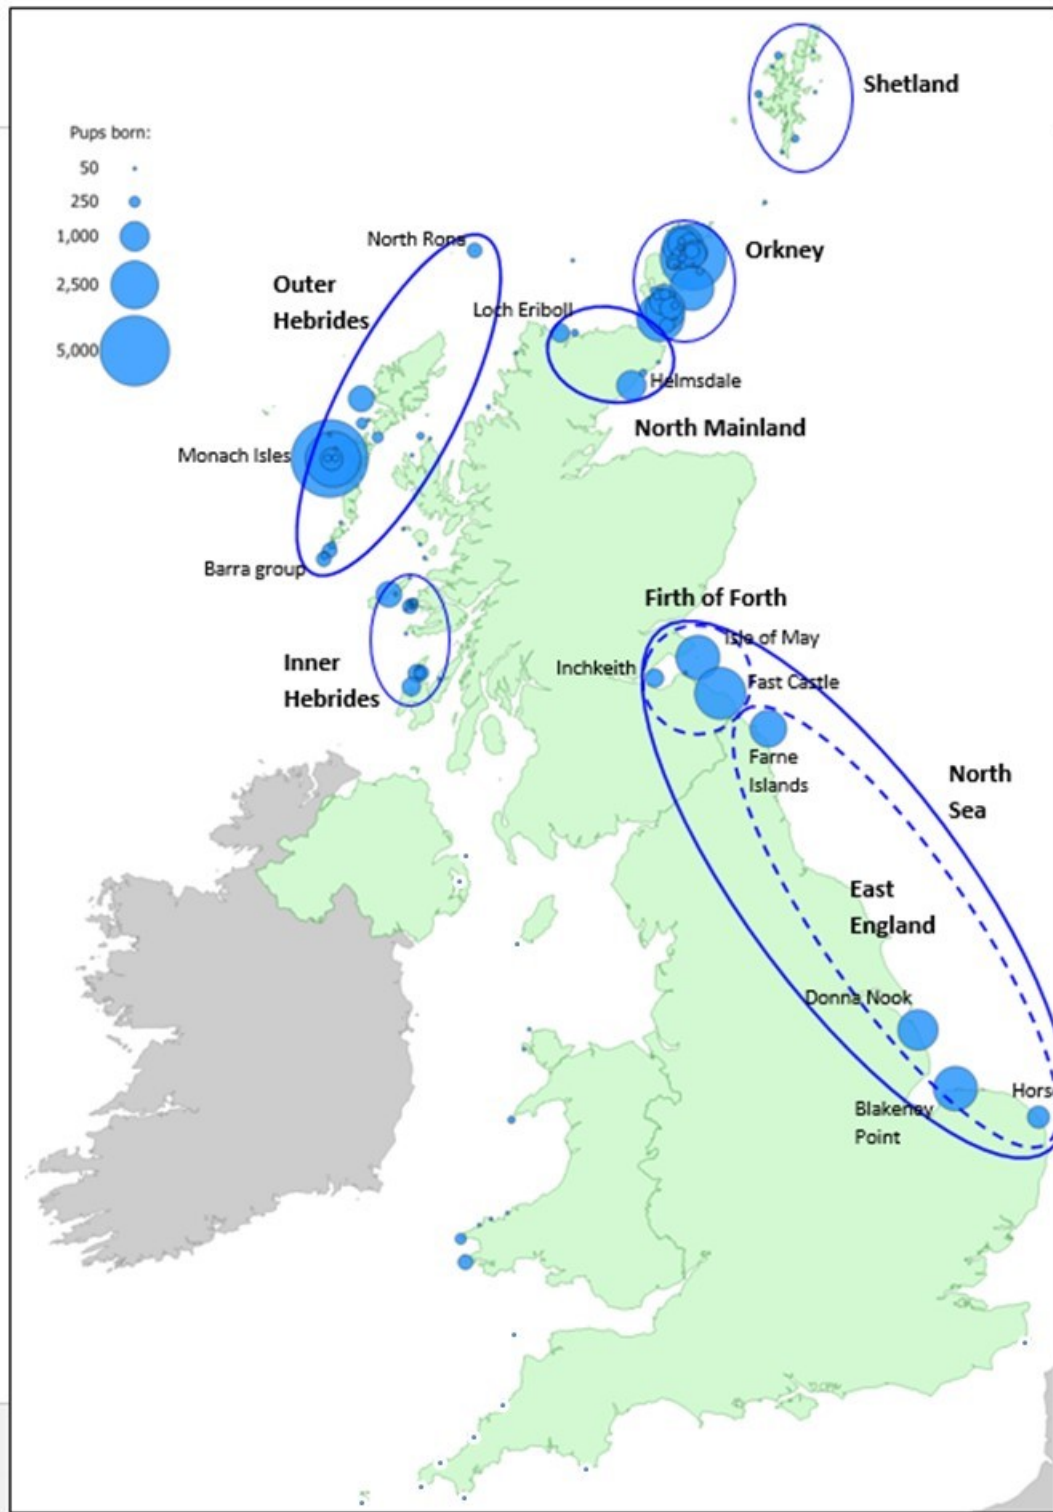 Shetland
Pups born:
50
250
1,000
2,500
5,000
North Rona
Orkney
Outer
Hebrides
Loch Eriboll
Helmsdale
North Mainland
Monach Isles
Barra group
Firth of Forth
Isle of May
Inchkeith
Fast Castle
Inner
Hebrides
Farne
Islands
North
Sea
East
England
Donna Nook
Hors
Blakeney
Point